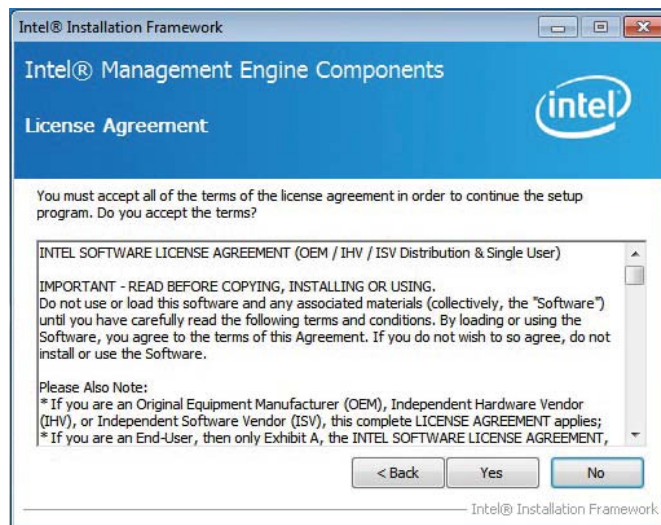 Intel® Installation Framework
Intel® Management Engine Components
License Agreement
intel
You must accept all of the terms of the license agreement in order to continue the setup
program. Do you accept the terms?
INTEL SOFTWARE LICENSE AGREEMENT (OEM / IHV / ISV Distribution & Single User)
IMPORTANT - READ BEFORE COPYING, INSTALLING OR USING.
Do not use or load this software and any associated materials (collectively, the "Software")
until you have carefully read the following terms and conditions. By loading or using the
Software, you agree to the terms of this Agreement. If you do not wish to so agree, do not
install or use the Software.
Please Also Note:
* If you are an Original Equipment Manufacturer (OEM), Independent Hardware Vendor
(IHV), or Independent Software Vendor (ISV), this complete LICENSE AGREEMENT applies;
* If you are an End-User, then only Exhibit A, the INTEL SOFTWARE LICENSE AGREEMENT,
< Back
Yes
No
Intel® Installation Framework